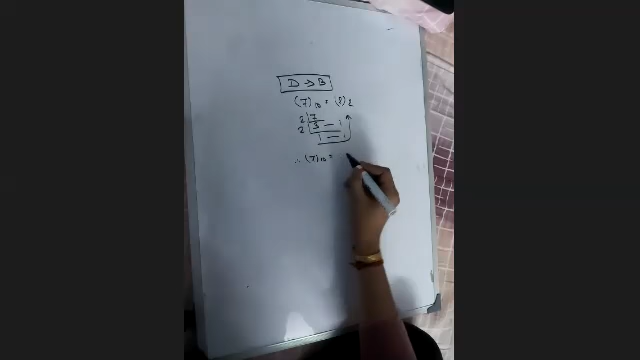 D → B
(7)₁₀ = (?)₂
2 | 7
2 | 3 — 1
1 — 1
∴ (7)₁₀ =